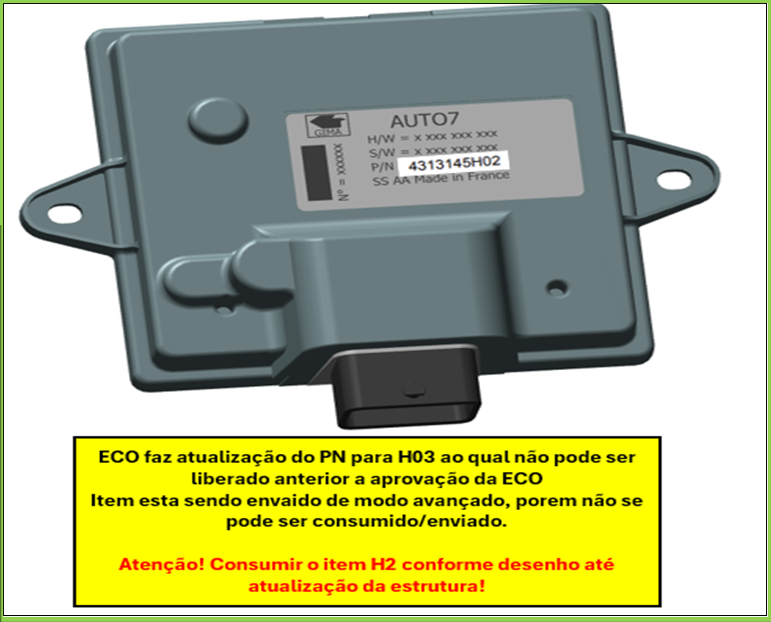 AUTO7
GEMA
H/W = x xxx xxx xxx
S/W = x xxx xxx xxx
P/N 4313145H02
SS AA Made in France
N° = xxxxxx
ECO faz atualização do PN para H03 ao qual não pode ser
liberado anterior a aprovação da ECO
Item esta sendo envaido de modo avançado, porem não se
pode ser consumido/enviado.
Atenção! Consumir o item H2 conforme desenho até
atualização da estrutura!